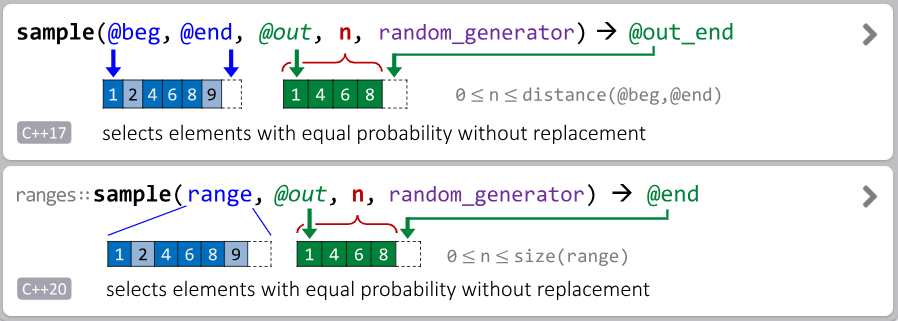 sample(@beg, @end, @out, n, random_generator) → @out_end
1 2 4 6 8 9 1 4 6 8 0 ≤ n ≤ distance(@beg,@end)
C++17 selects elements with equal probability without replacement
ranges::sample(range, @out, n, random_generator) → @end
1 2 4 6 8 9 1 4 6 8 0 ≤ n ≤ size(range)
C++20 selects elements with equal probability without replacement